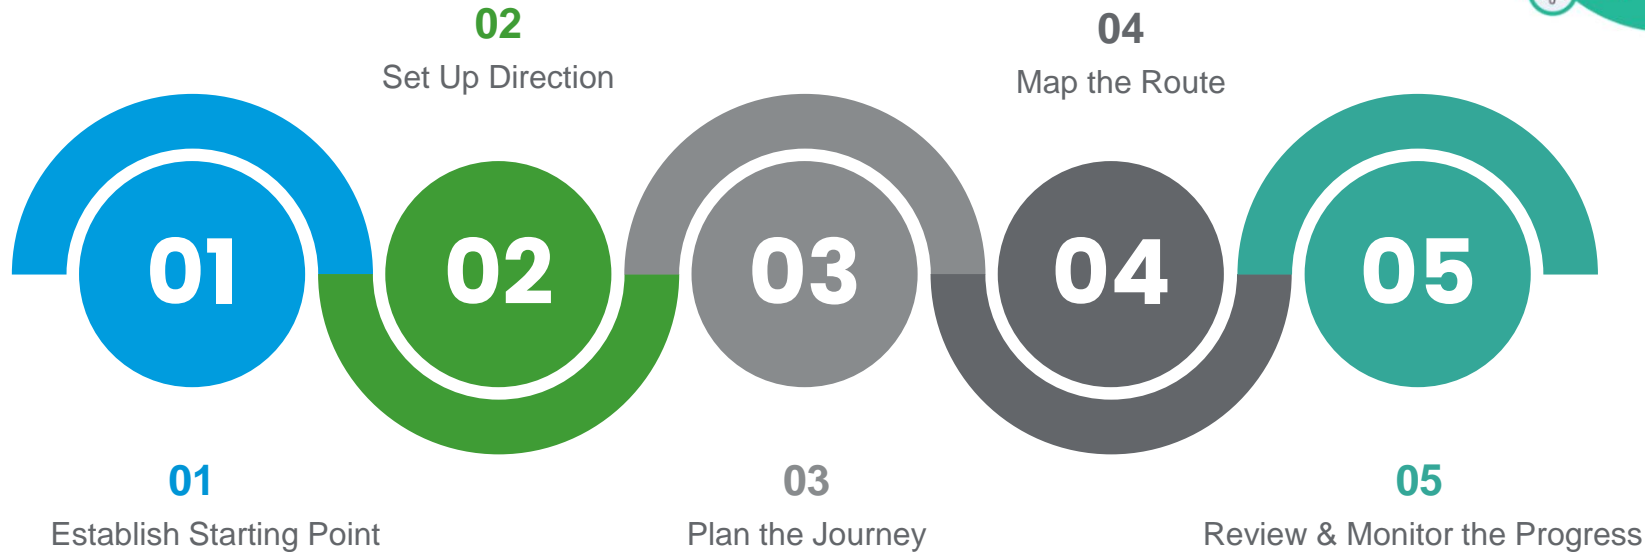 02
Set Up Direction
04
Map the Route
01
02
03
04
05
01
Establish Starting Point
03
Plan the Journey
05
Review & Monitor the Progress